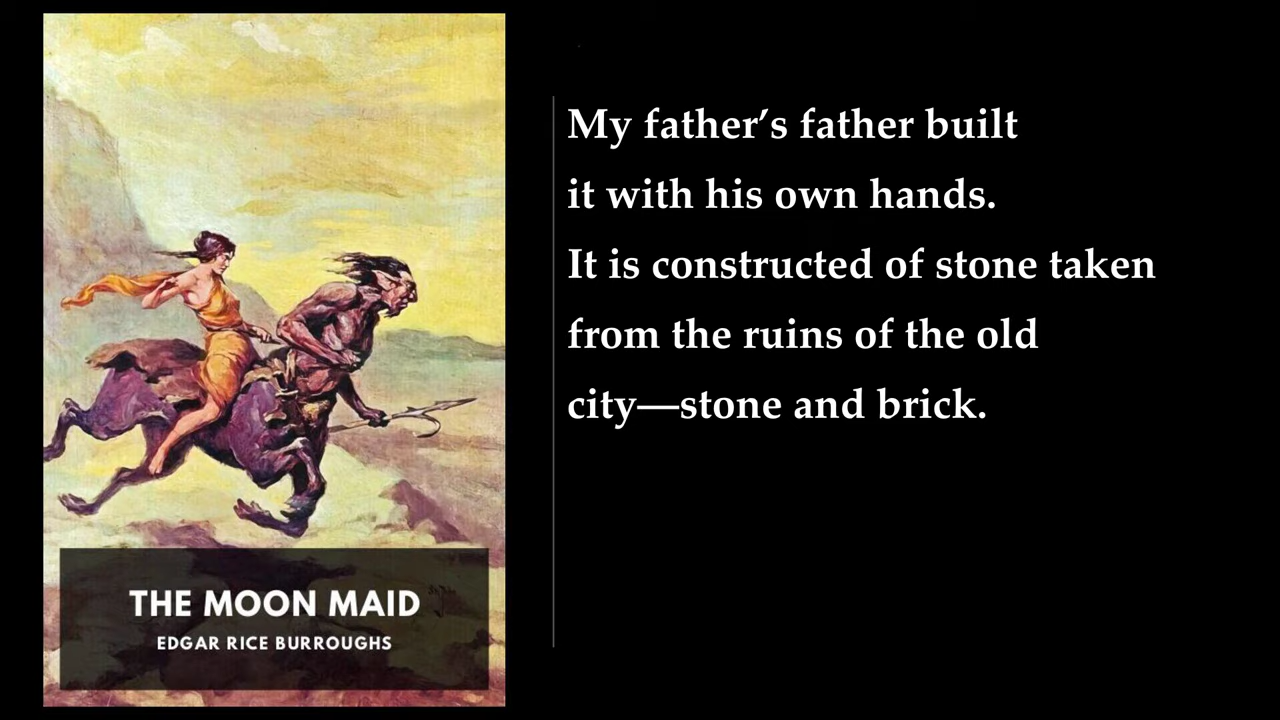 THE MOON MAID
EDGAR RICE BURROUGHS
My father’s father built
it with his own hands.
It is constructed of stone taken
from the ruins of the old
city—stone and brick.